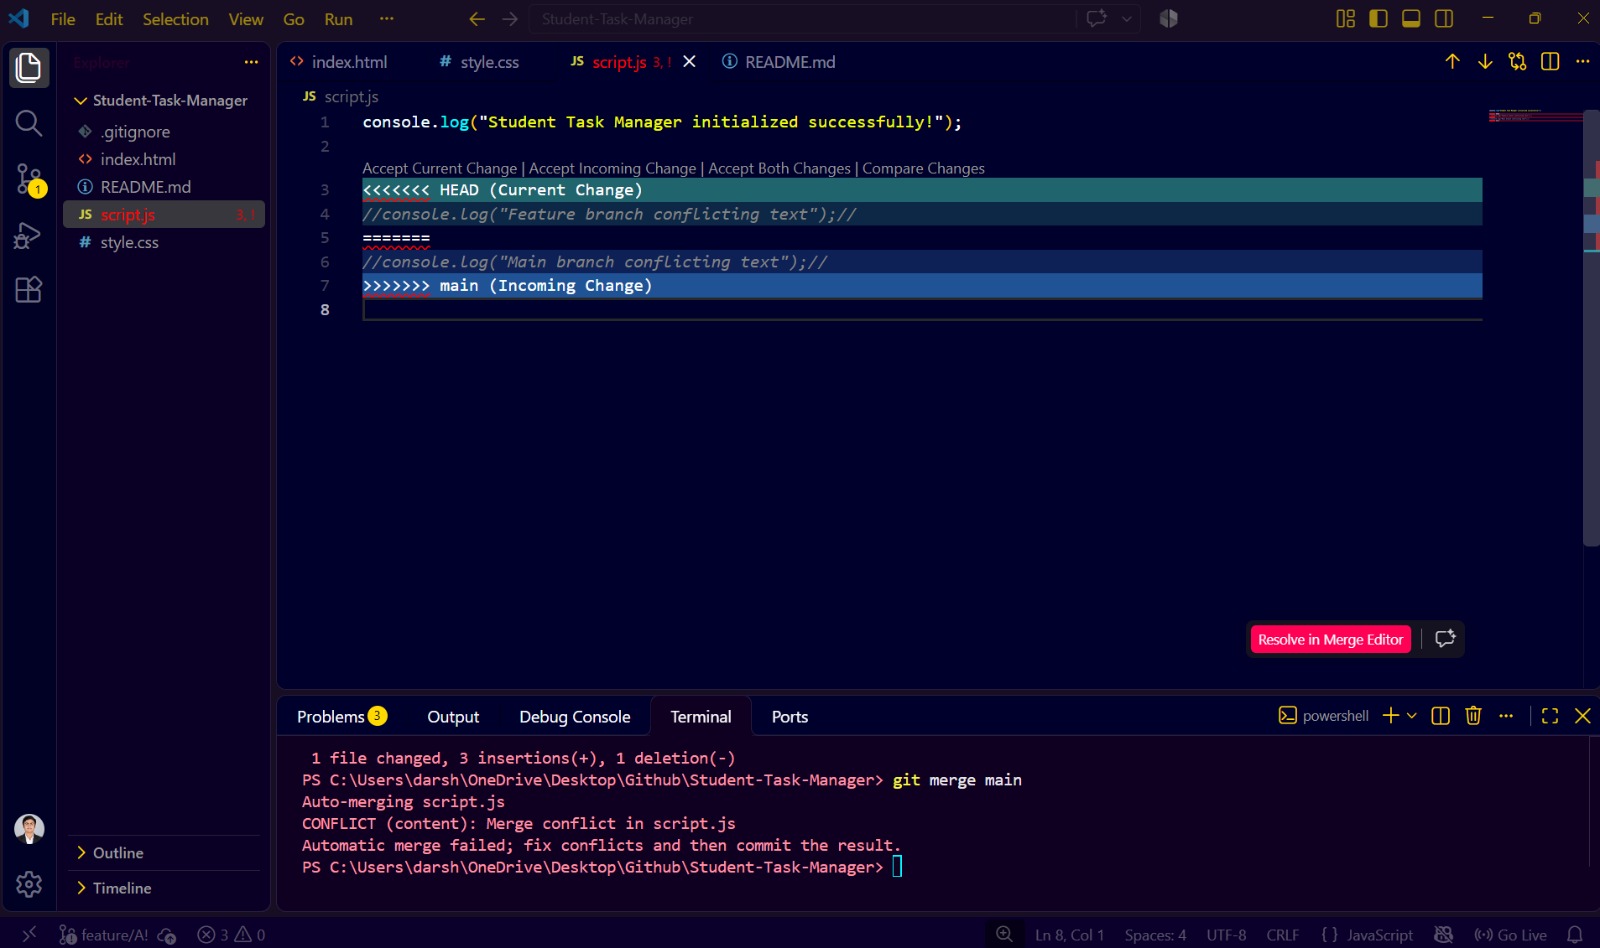 File Edit Selection View Go Run ··· Student-Task-Manager
Explorer ···
Student-Task-Manager
.gitignore
index.html
README.md
JS script.js 3, !
# style.css
Outline
Timeline
1
index.html # style.css JS script.js 3, ! README.md ···
JS script.js
1 console.log("Student Task Manager initialized successfully!");
2
Accept Current Change | Accept Incoming Change | Accept Both Changes | Compare Changes
3 <<<<<<< HEAD (Current Change)
4 //console.log("Feature branch conflicting text");//
5 =======
6 //console.log("Main branch conflicting text");//
7 >>>>>>> main (Incoming Change)
8
Resolve in Merge Editor
Problems 3 Output Debug Console Terminal Ports powershell ···
1 file changed, 3 insertions(+), 1 deletion(-)
PS C:\Users\darsh\OneDrive\Desktop\Github\Student-Task-Manager> git merge main
Auto-merging script.js
CONFLICT (content): Merge conflict in script.js
Automatic merge failed; fix conflicts and then commit the result.
PS C:\Users\darsh\OneDrive\Desktop\Github\Student-Task-Manager>
feature/A! 3 0 Ln 8, Col 1 Spaces: 4 UTF-8 CRLF { } JavaScript Go Live